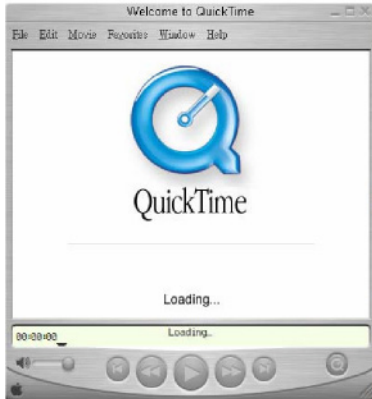 Welcome to QuickTime
File Edit Movie Favorites Window Help
QuickTime
Loading...
00:00:00 Loading..